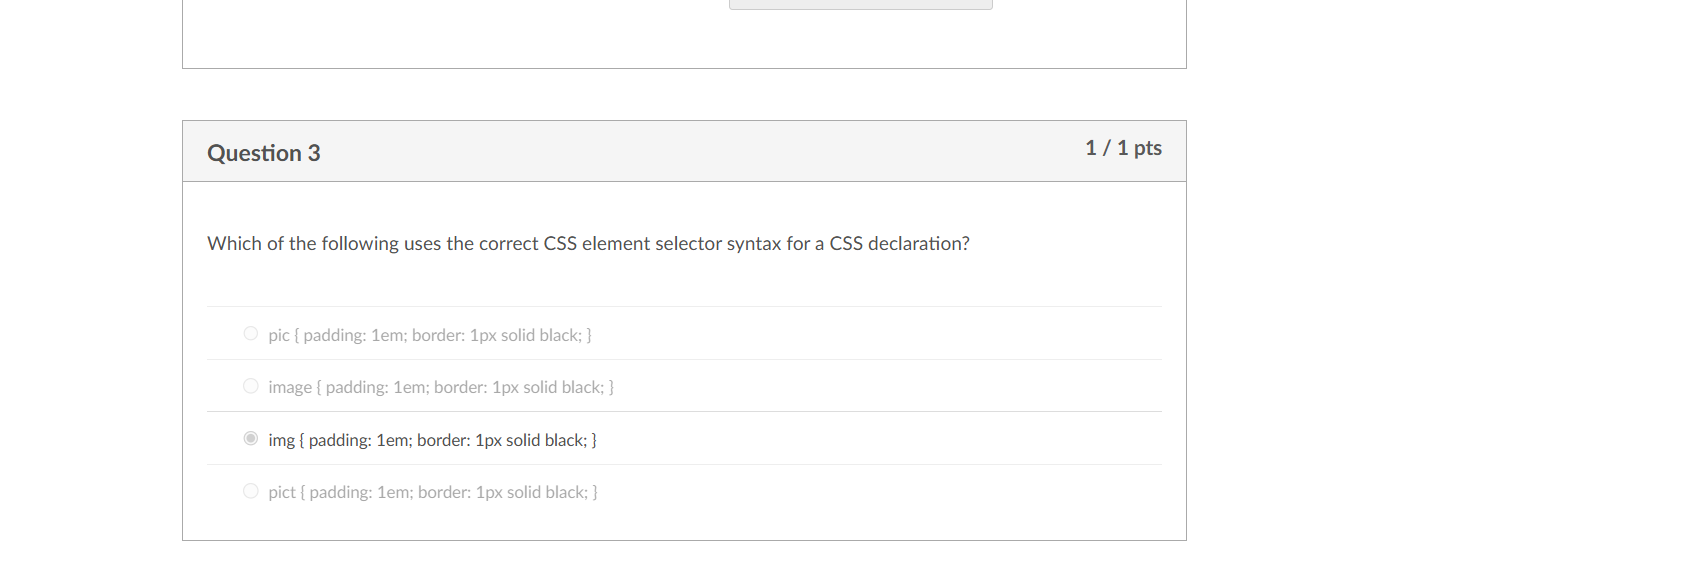 Question 3
1 / 1 pts
Which of the following uses the correct CSS element selector syntax for a CSS declaration?
pic { padding: 1em; border: 1px solid black; }
image { padding: 1em; border: 1px solid black; }
img { padding: 1em; border: 1px solid black; }
pict { padding: 1em; border: 1px solid black; }